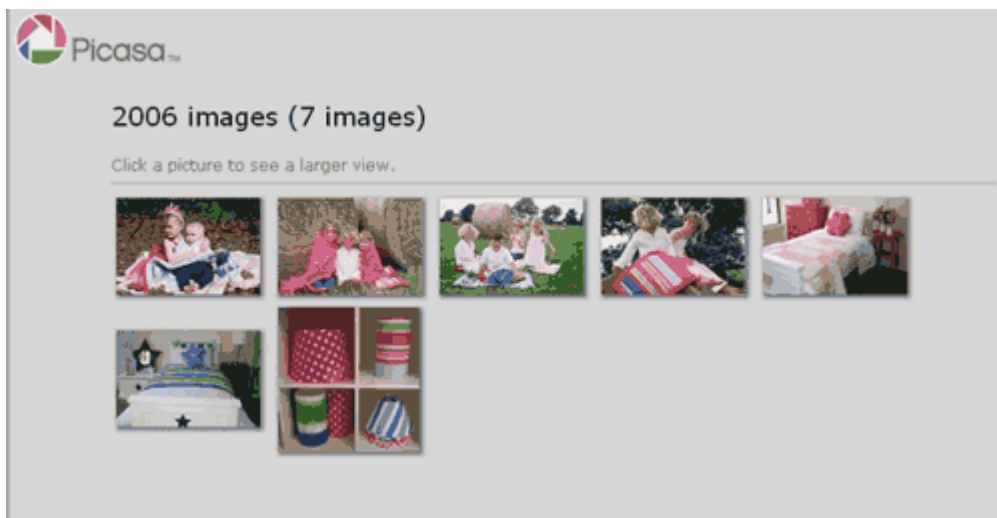 Picasa™
2006 images (7 images)
Click a picture to see a larger view.